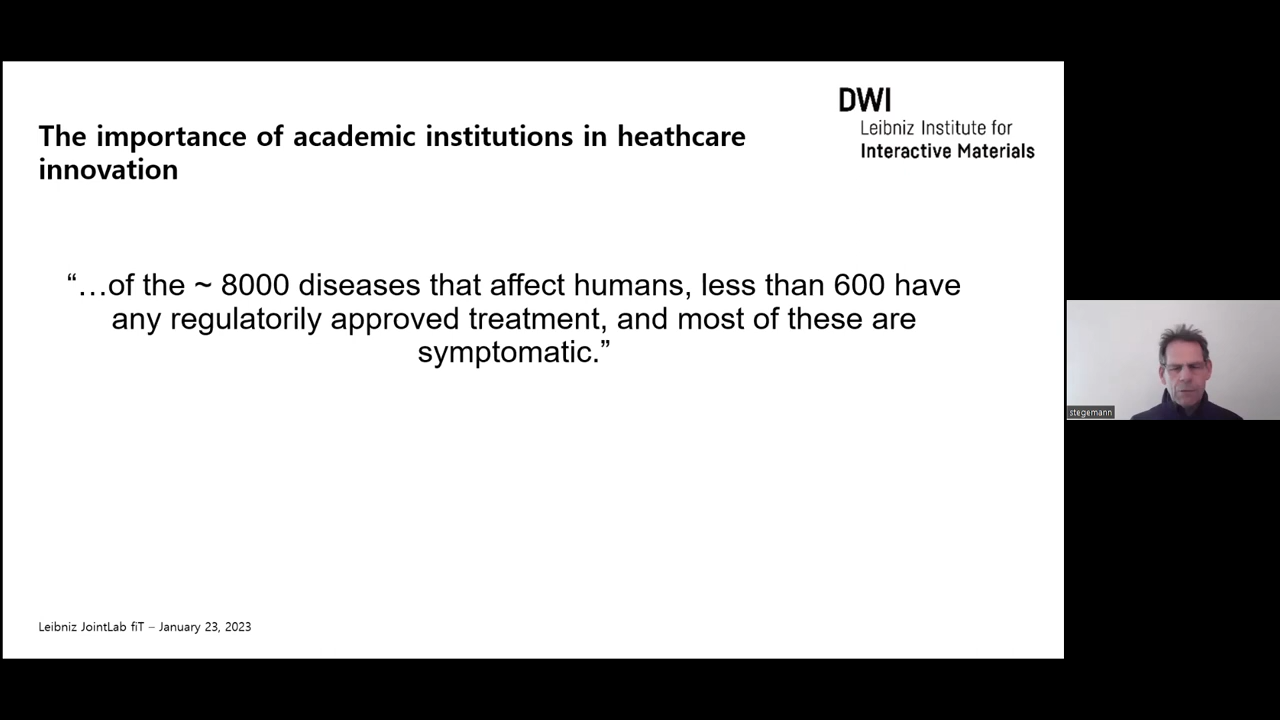 DWI
Leibniz Institute for
Interactive Materials
The importance of academic institutions in heathcare
innovation
“…of the ~ 8000 diseases that affect humans, less than 600 have
any regulatorily approved treatment, and most of these are
symptomatic.”
stegemann
Leibniz JointLab fiT – January 23, 2023